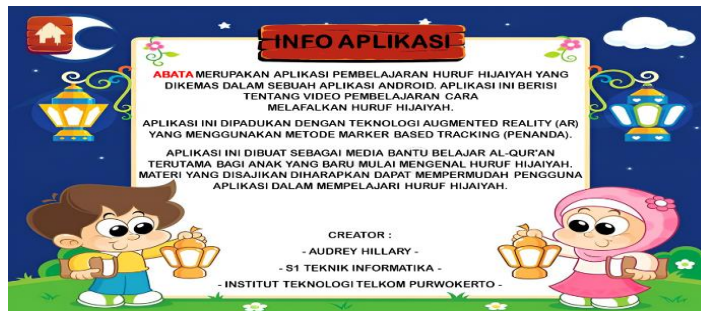 INFO APLIKASI
ABATA MERUPAKAN APLIKASI PEMBELAJARAN HURUF HIJAIYAH YANG
DIKEMAS DALAM SEBUAH APLIKASI ANDROID. APLIKASI INI BERISI
TENTANG VIDEO PEMBELAJARAN CARA
MELAFALKAN HURUF HIJAIYAH.
APLIKASI INI DIPADUKAN DENGAN TEKNOLOGI AUGMENTED REALITY (AR)
YANG MENGGUNAKAN METODE MARKER BASED TRACKING (PENANDA).
APLIKASI INI DIBUAT SEBAGAI MEDIA BANTU BELAJAR AL-QUR'AN
TERUTAMA BAGI ANAK YANG BARU MULAI MENGENAL HURUF HIJAIYAH.
MATERI YANG DISAJIKAN DIHARAPKAN DAPAT MEMPERMUDAH PENGGUNA
APLIKASI DALAM MEMPELAJARI HURUF HIJAIYAH.
CREATOR :
- AUDREY HILLARY -
- S1 TEKNIK INFORMATIKA -
- INSTITUT TEKNOLOGI TELKOM PURWOKERTO -